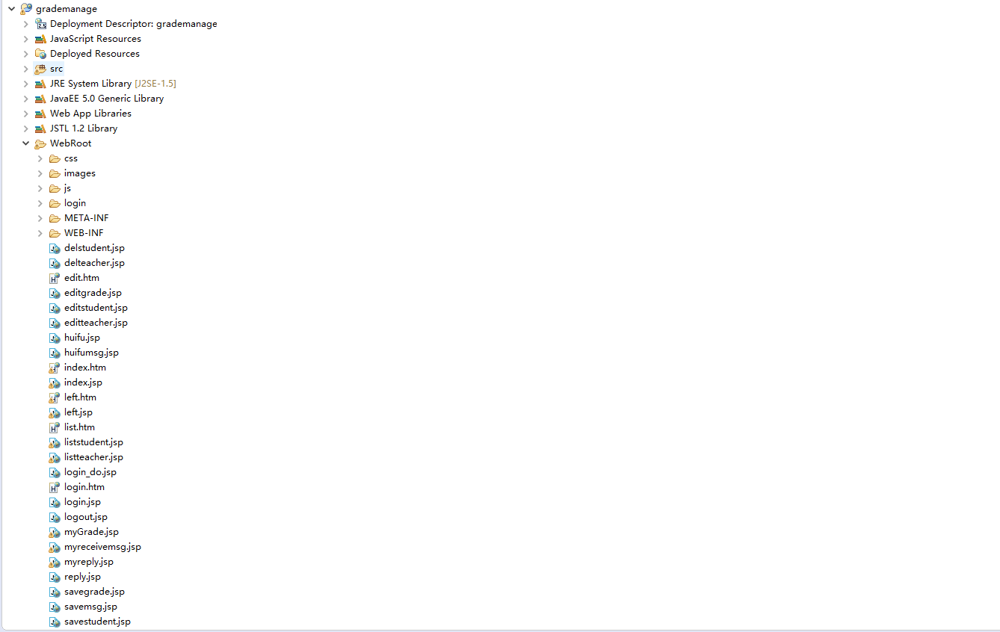 grademanage
Deployment Descriptor: grademanage
JavaScript Resources
Deployed Resources
src
JRE System Library [J2SE-1.5]
JavaEE 5.0 Generic Library
Web App Libraries
JSTL 1.2 Library
WebRoot
css
images
js
login
META-INF
WEB-INF
delstudent.jsp
delteacher.jsp
edit.htm
editgrade.jsp
editstudent.jsp
editteacher.jsp
huifu.jsp
huifumsg.jsp
index.htm
index.jsp
left.htm
left.jsp
list.htm
liststudent.jsp
listteacher.jsp
login_do.jsp
login.htm
login.jsp
logout.jsp
myGrade.jsp
myreceivemsg.jsp
myreply.jsp
reply.jsp
savegrade.jsp
savemsg.jsp
savestudent.jsp